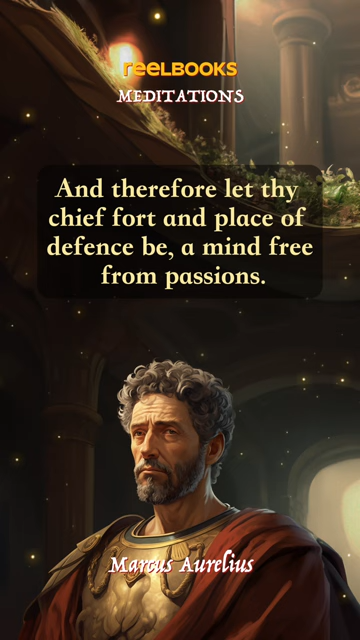 reelbooks
MEDITATIONS
And therefore let thy
chief fort and place of
defence be, a mind free
from passions.
Marcus Aurelius